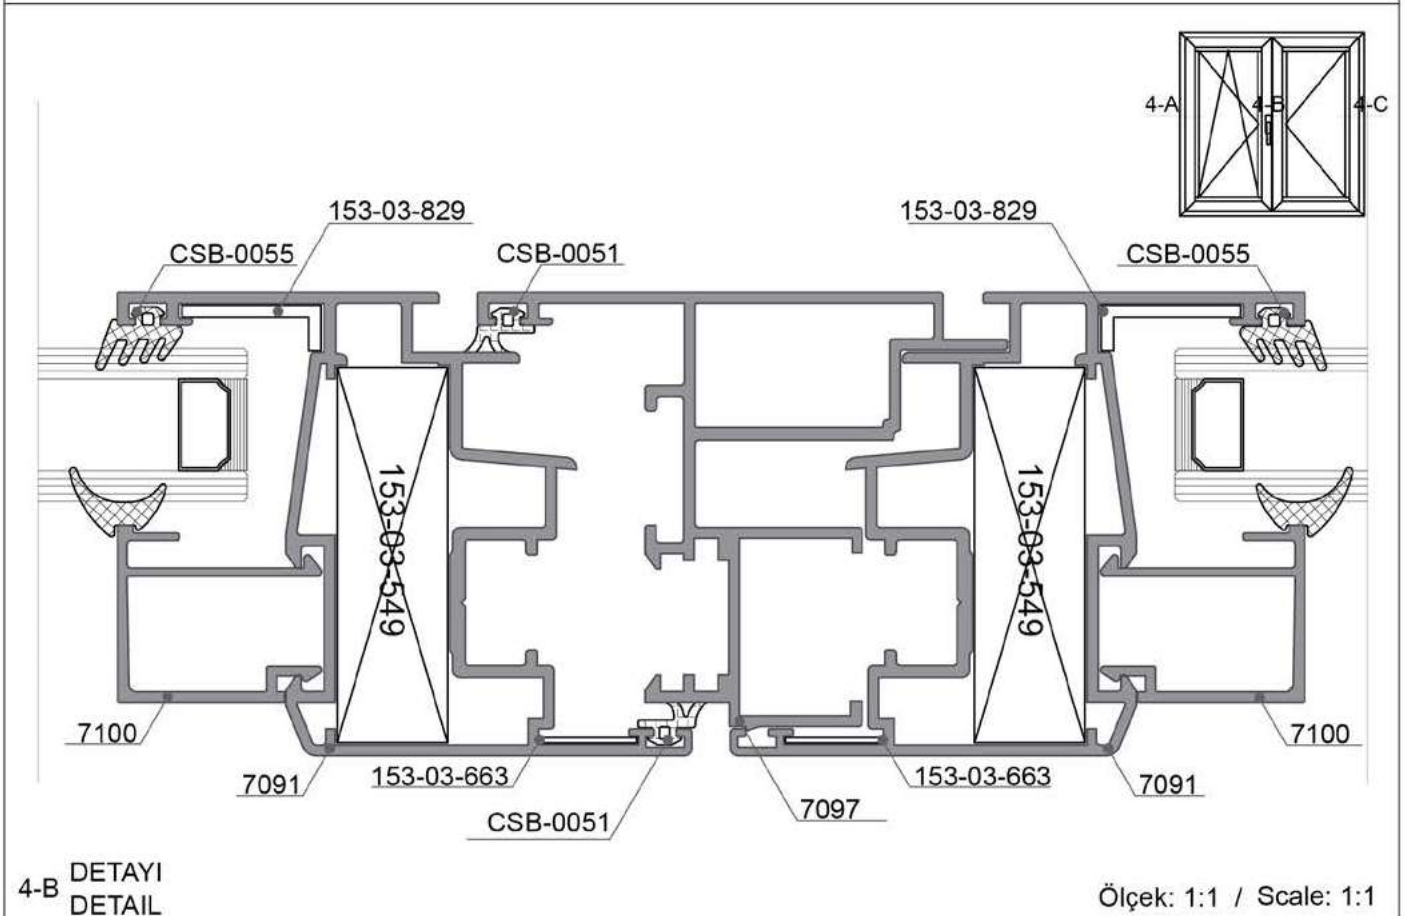 4-A 4-B 4-C
153-03-829 153-03-829
CSB-0055 CSB-0051 CSB-0055
153-03-549 153-03-549
7100 7100
7091 153-03-663 153-03-663 7091
CSB-0051 7097
4-B DETAYI
DETAIL
Ölçek: 1:1 / Scale: 1:1